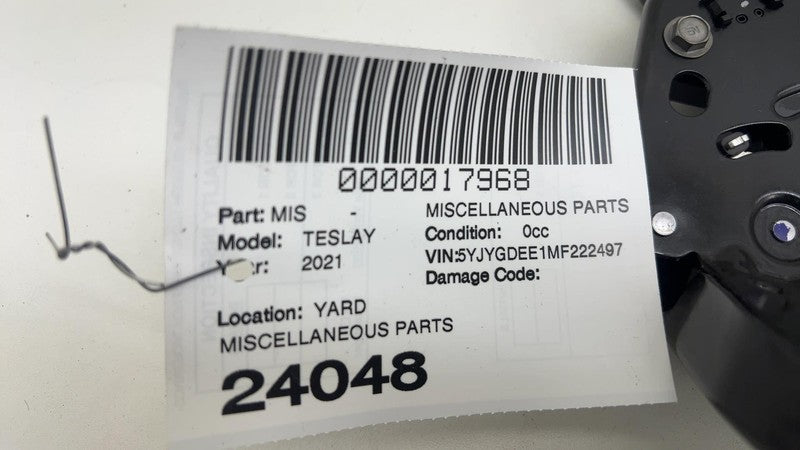 0000017968
Part: MIS - MISCELLANEOUS PARTS
Model: TESLAY Condition: 0cc
Year: 2021 VIN:5YJYGDEE1MF222497
Damage Code:
Location: YARD
MISCELLANEOUS PARTS
24048